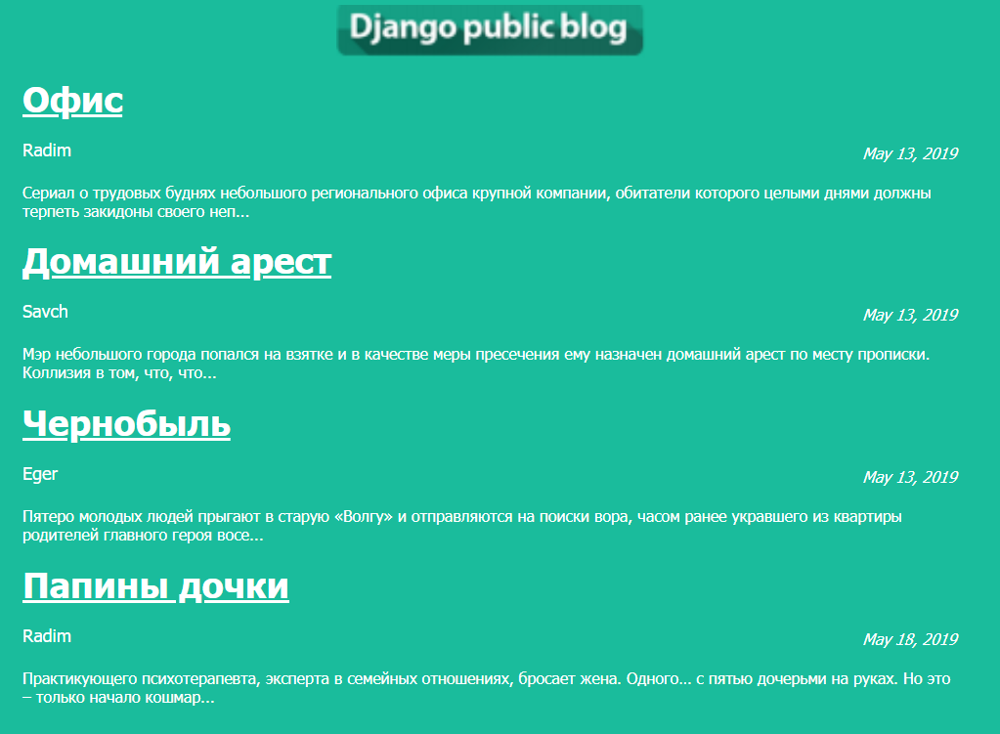 Django public blog
Офис
Radim
May 13, 2019
Сериал о трудовых буднях небольшого регионального офиса крупной компании, обитатели которого целыми днями должны
терпеть закидоны своего неп...
Домашний арест
Savch
May 13, 2019
Мэр небольшого города попался на взятке и в качестве меры пресечения ему назначен домашний арест по месту прописки.
Коллизия в том, что, что...
Чернобыль
Eger
May 13, 2019
Пятеро молодых людей прыгают в старую «Волгу» и отправляются на поиски вора, часом ранее укравшего из квартиры
родителей главного героя восе...
Папины дочки
Radim
May 18, 2019
Практикующего психотерапевта, эксперта в семейных отношениях, бросает жена. Одного... с пятью дочерьми на руках. Но это
– только начало кошмар...